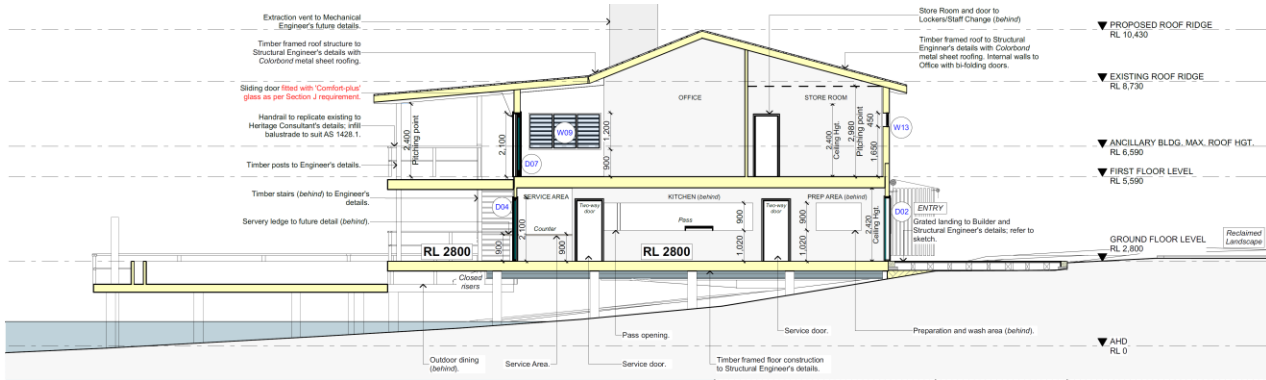 Extraction vent to Mechanical
Engineer's future details.
Timber framed roof structure to
Structural Engineer's details with
Colorbond metal sheet roofing.
Sliding door fitted with 'Comfort-plus'
glass as per Section J requirement.
Handrail to replicate existing to
Heritage Consultant's details; infill
balustrade to suit AS 1428.1.
Timber posts to Engineer's details.
Timber stairs (behind) to Engineer's
details.
Servery ledge to future detail (behind).
Store Room and door to
Lockers/Staff Change (behind)
Timber framed roof to Structural
Enginner's details with Colorbond
metal sheet roofing. Internal walls to
Office with bi-folding doors.
PROPOSED ROOF RIDGE
RL 10,430
EXISTING ROOF RIDGE
RL 8,730
ANCILLARY BLDG. MAX. ROOF HGT.
RL 6,590
FIRST FLOOR LEVEL
RL 5,590
GROUND FLOOR LEVEL
RL 2,800
AHD
RL 0
OFFICE
STORE ROOM
2,400
Pitching point
2,100
D07
W09
1,200
900
2,400
Ceiling Hgt.
2,980
Pitching point
450
1,650
W13
SERVICE AREA
KITCHEN (behind)
PREP AREA (behind)
D04
2,100
900
Counter
900
Two-way
door
Pass
900
1,020
Two-way
door
900
1,020
2,420
Ceiling Hgt.
D02
ENTRY
Grated landing to Builder and
Structural Engineer's details; refer to
sketch.
Reclaimed
Landscape
RL 2800
RL 2800
Closed
risers
Outdoor dining
(behind).
Service Area.
Service door.
Pass opening.
Timber framed floor construction
to Structural Engineer's details.
Service door.
Preparation and wash area (behind).